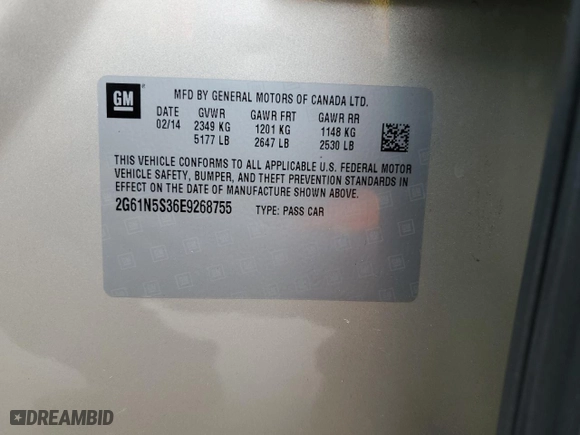 GM
MFD BY GENERAL MOTORS OF CANADA LTD.
DATE GVWR GAWR FRT GAWR RR
02/14 2349 KG 1201 KG 1148 KG
5177 LB 2647 LB 2530 LB
THIS VEHICLE CONFORMS TO ALL APPLICABLE U.S. FEDERAL MOTOR
VEHICLE SAFETY, BUMPER, AND THEFT PREVENTION STANDARDS
IN EFFECT ON THE DATE OF MANUFACTURE SHOWN ABOVE.
2G61N5S36E9268755 TYPE: PASS CAR
DREAMBID